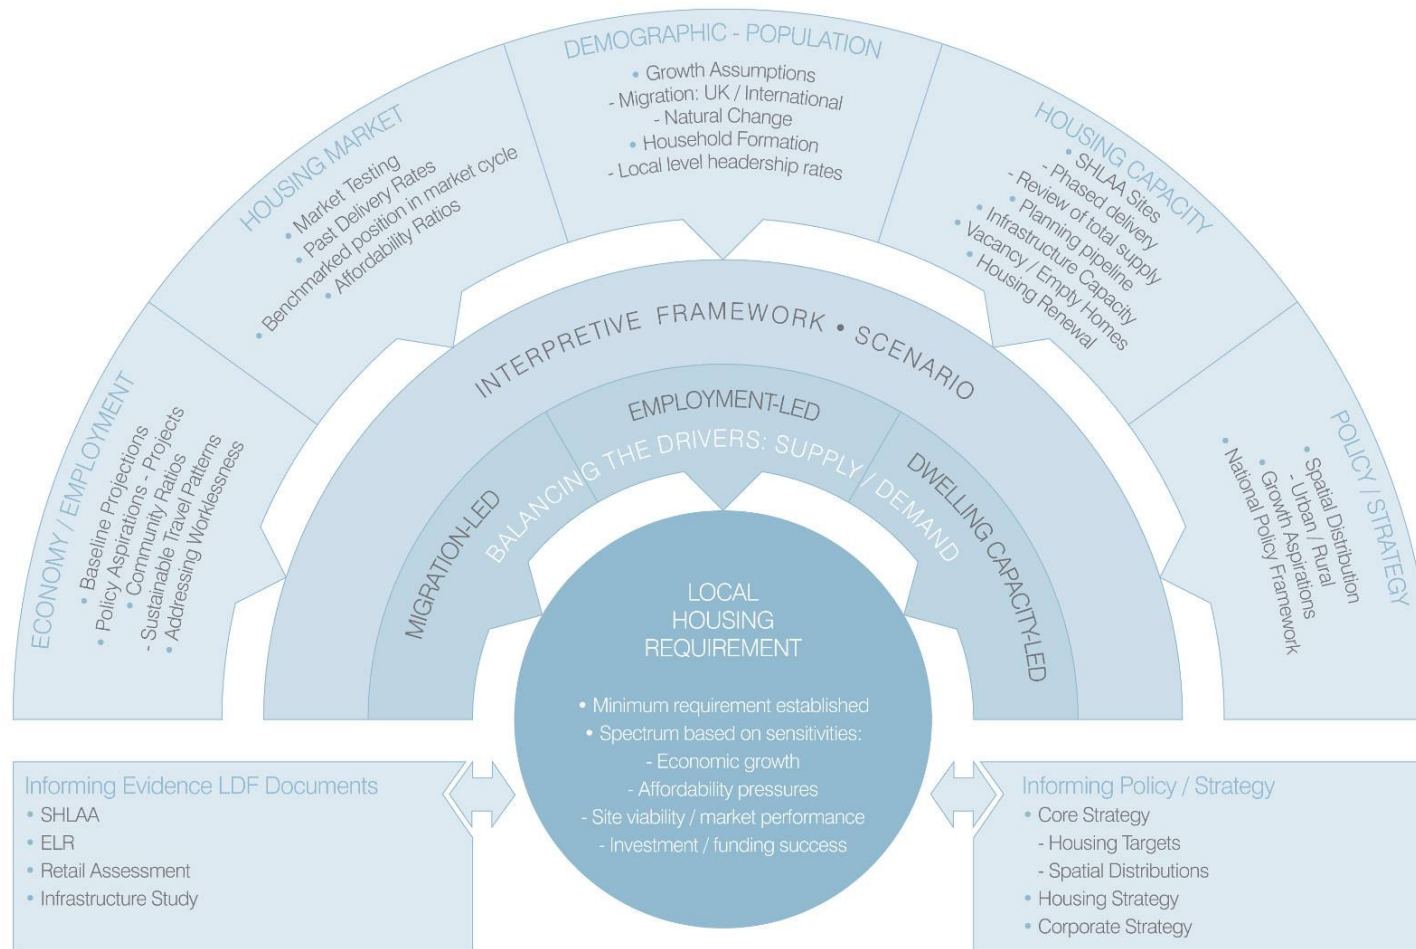 ECONOMY / EMPLOYMENT
• Baseline Projections
• Policy Aspirations - Projects
• Community Ratios
- Sustainable Travel Patterns
• Addressing Worklessness
HOUSING MARKET
• Market Testing
• Past Delivery Rates
• Benchmarked position in market cycle
• Affordability Ratios
DEMOGRAPHIC - POPULATION
• Growth Assumptions
- Migration: UK / International
- Natural Change
• Household Formation
- Local level headership rates
HOUSING CAPACITY
• SHLAA Sites
- Phased delivery
- Review of total supply
• Planning pipeline
• Infrastructure Capacity
• Vacancy / Empty Homes
• Housing Renewal
POLICY / STRATEGY
• Spatial Distribution
- Urban / Rural
• Growth Aspirations
• National Policy Framework
INTERPRETIVE FRAMEWORK • SCENARIO
MIGRATION-LED
EMPLOYMENT-LED
DWELLING CAPACITY-LED
BALANCING THE DRIVERS: SUPPLY / DEMAND
LOCAL
HOUSING
REQUIREMENT
• Minimum requirement established
• Spectrum based on sensitivities:
- Economic growth
- Affordability pressures
- Site viability / market performance
- Investment / funding success
Informing Evidence LDF Documents
• SHLAA
• ELR
• Retail Assessment
• Infrastructure Study
Informing Policy / Strategy
• Core Strategy
- Housing Targets
- Spatial Distributions
• Housing Strategy
• Corporate Strategy